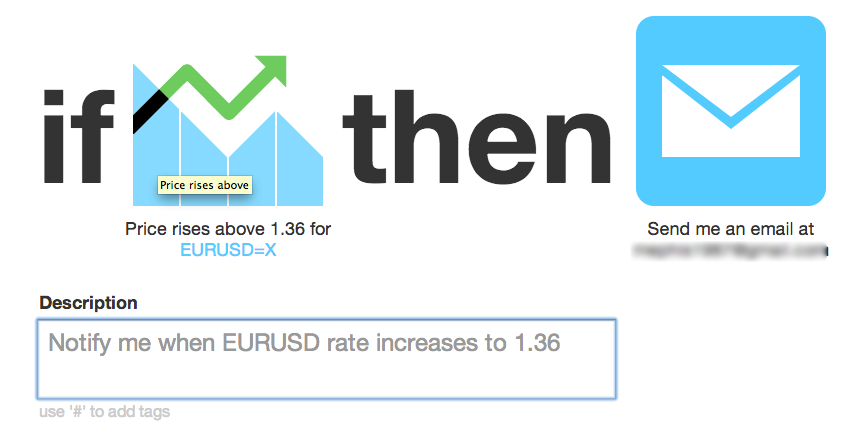 if
then
Price rises above
Price rises above 1.36 for
EURUSD=X
Send me an email at
Description
Notify me when EURUSD rate increases to 1.36
use '#' to add tags